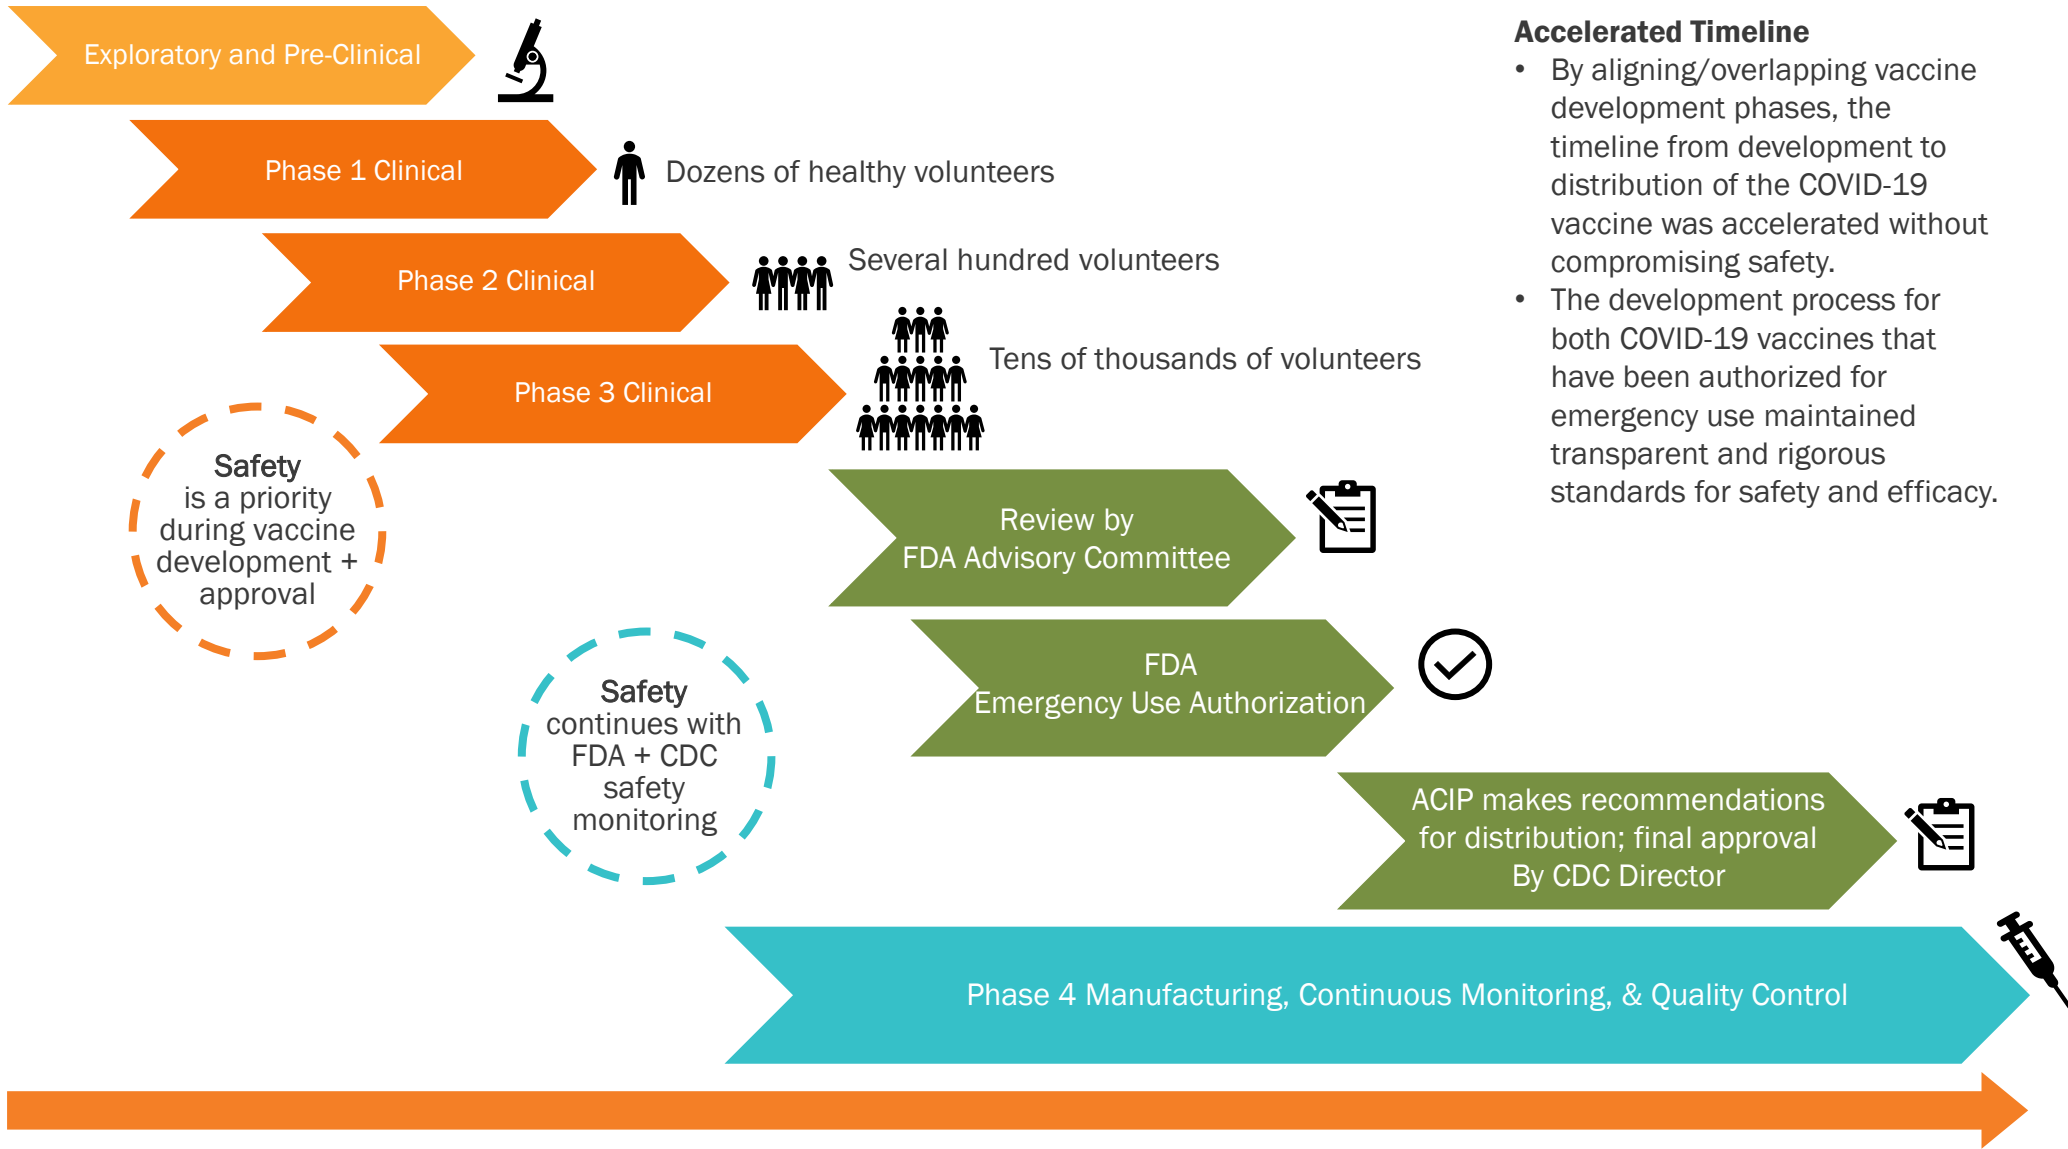 Exploratory and Pre-Clinical
Phase 1 Clinical
Dozens of healthy volunteers
Phase 2 Clinical
Several hundred volunteers
Phase 3 Clinical
Tens of thousands of volunteers
Accelerated Timeline
• By aligning/overlapping vaccine
development phases, the
timeline from development to
distribution of the COVID-19
vaccine was accelerated without
compromising safety.
• The development process for
both COVID-19 vaccines that
have been authorized for
emergency use maintained
transparent and rigorous
standards for safety and efficacy.
Safety
is a priority
during vaccine
development +
approval
Review by
FDA Advisory Committee
FDA
Emergency Use Authorization
Safety
continues with
FDA + CDC
safety
monitoring
ACIP makes recommendations
for distribution; final approval
By CDC Director
Phase 4 Manufacturing, Continuous Monitoring, & Quality Control